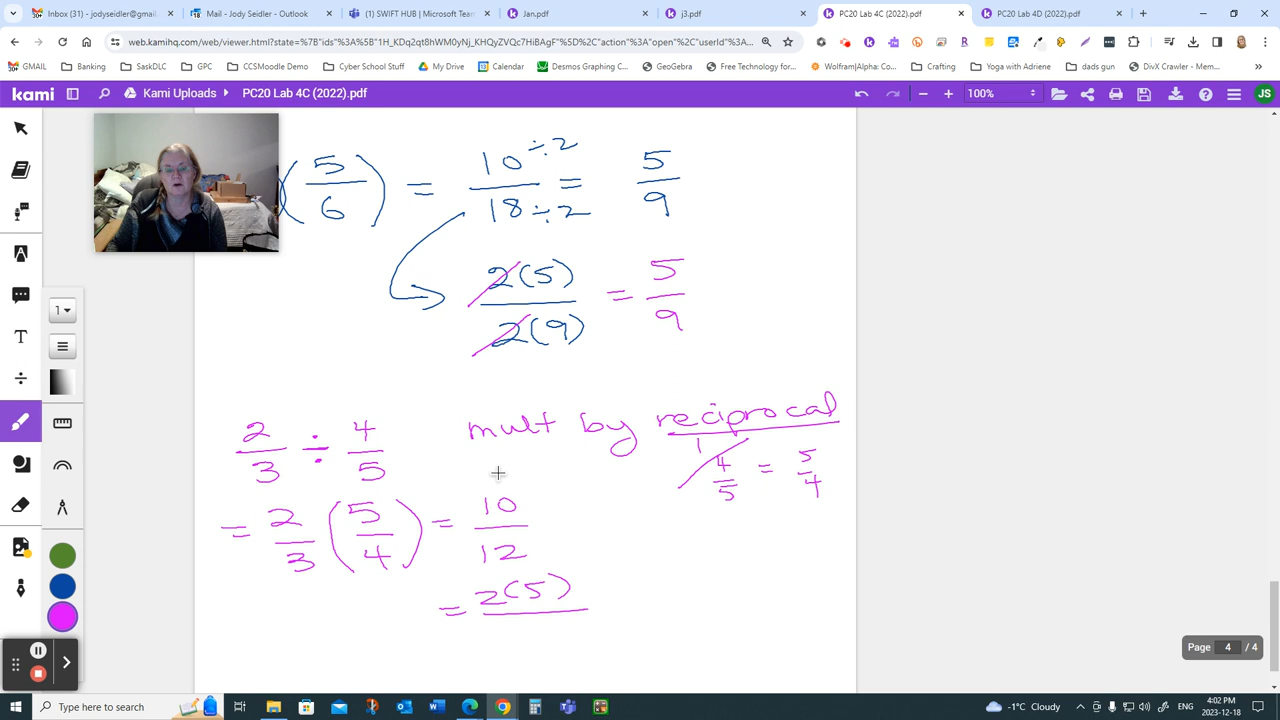 Inbox (31) - jodyseidler@gmail.
Mail - Jody Seidler - Outlook
(1) SWIFT HUB | Microsoft Team
Jan.pdf
j3.pdf
PC20 Lab 4C (2022).pdf
PC20 Lab 4D (2022).pdf
GMAIL
Banking
SaskDLC
GPC
CCSMoodle Demo
Cyber School Stuff
My Drive
Calendar
Desmos Graphing C...
GeoGebra
Free Technology for...
Wolfram|Alpha: Co...
Crafting
Yoga with Adriene
dads gun
DivX Crawler - Mem...
kami
Kami Uploads
PC20 Lab 4C (2022).pdf
100%
JS
(5/6) = 10÷2/18÷2 = 5/9
2(5)/2(9) = 5/9
2/3 ÷ 4/5 mult by reciprocal
1/(4/5) = 5/4
= 2/3 (5/4) = 10/12
= 2(5)
1
Page 4 / 4
Type here to search
-1°C Cloudy
ENG
4:02 PM
2023-12-18